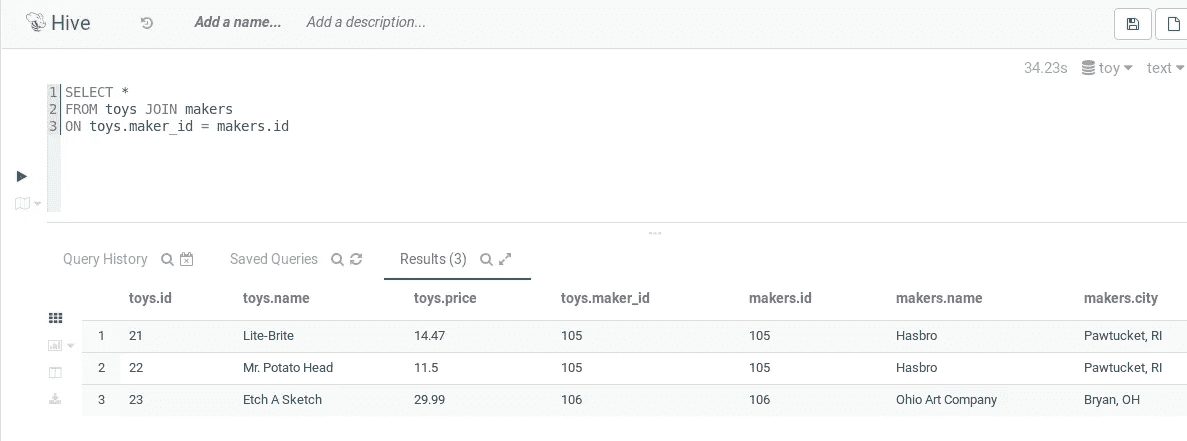 Hive Add a name... Add a description...
34.23s toy text
1 SELECT *
2 FROM toys JOIN makers
3 ON toys.maker_id = makers.id
Query History Saved Queries Results (3)
toys.id toys.name toys.price toys.maker_id makers.id makers.name makers.city
1 21 Lite-Brite 14.47 105 105 Hasbro Pawtucket, RI
2 22 Mr. Potato Head 11.5 105 105 Hasbro Pawtucket, RI
3 23 Etch A Sketch 29.99 106 106 Ohio Art Company Bryan, OH